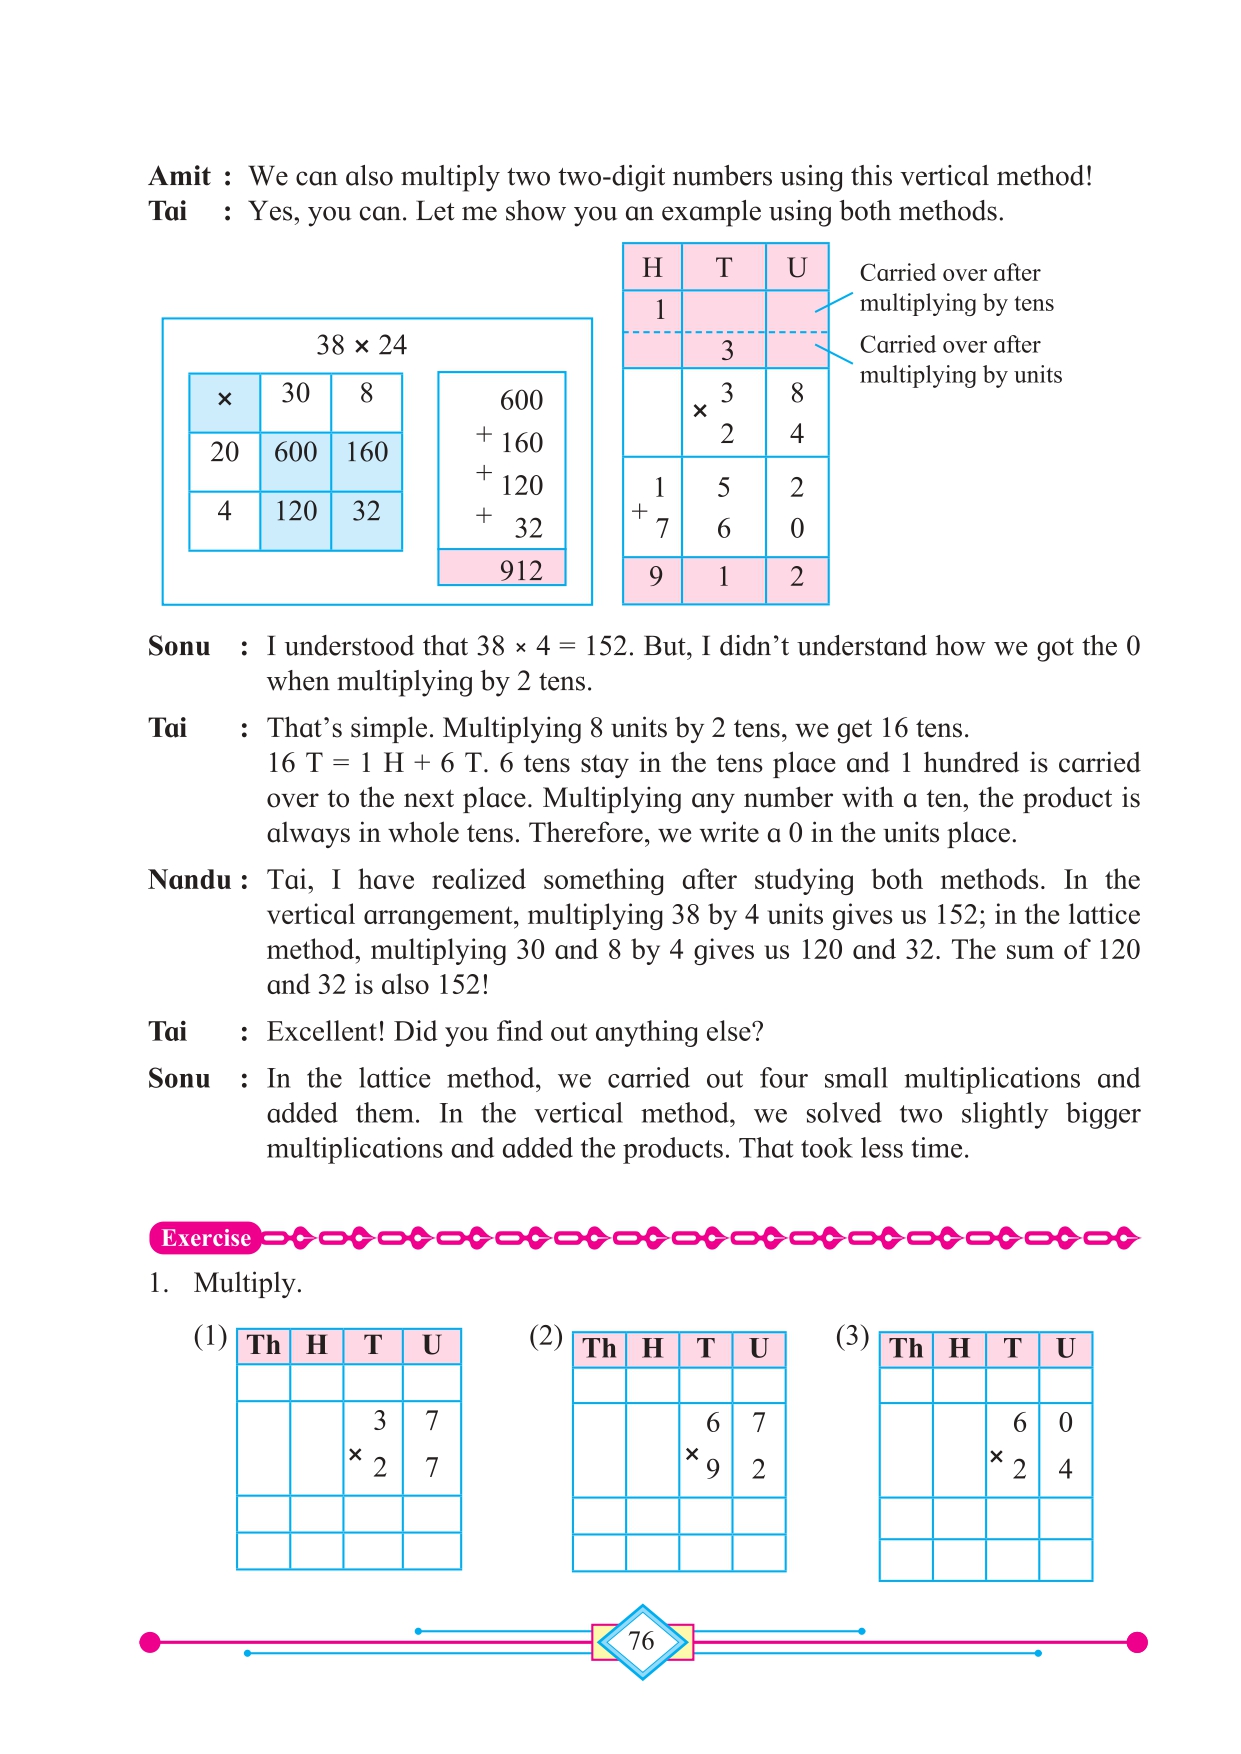 Amit : We can also multiply two two-digit numbers using this vertical method!
Tai : Yes, you can. Let me show you an example using both methods.
38 × 24
× 30 8
20 600 160
4 120 32
600
+ 160
+ 120
+ 32
912
H T U
1
3
3 8
× 2 4
1 5 2
+ 7 6 0
9 1 2
Carried over after
multiplying by tens
Carried over after
multiplying by units
Sonu : I understood that 38 × 4 = 152. But, I didn’t understand how we got the 0
when multiplying by 2 tens.
Tai : That’s simple. Multiplying 8 units by 2 tens, we get 16 tens.
16 T = 1 H + 6 T. 6 tens stay in the tens place and 1 hundred is carried
over to the next place. Multiplying any number with a ten, the product is
always in whole tens. Therefore, we write a 0 in the units place.
Nandu : Tai, I have realized something after studying both methods. In the
vertical arrangement, multiplying 38 by 4 units gives us 152; in the lattice
method, multiplying 30 and 8 by 4 gives us 120 and 32. The sum of 120
and 32 is also 152!
Tai : Excellent! Did you find out anything else?
Sonu : In the lattice method, we carried out four small multiplications and
added them. In the vertical method, we solved two slightly bigger
multiplications and added the products. That took less time.
Exercise
1. Multiply.
(1) Th H T U
3 7
× 2 7
(2) Th H T U
6 7
× 9 2
(3) Th H T U
6 0
× 2 4
76